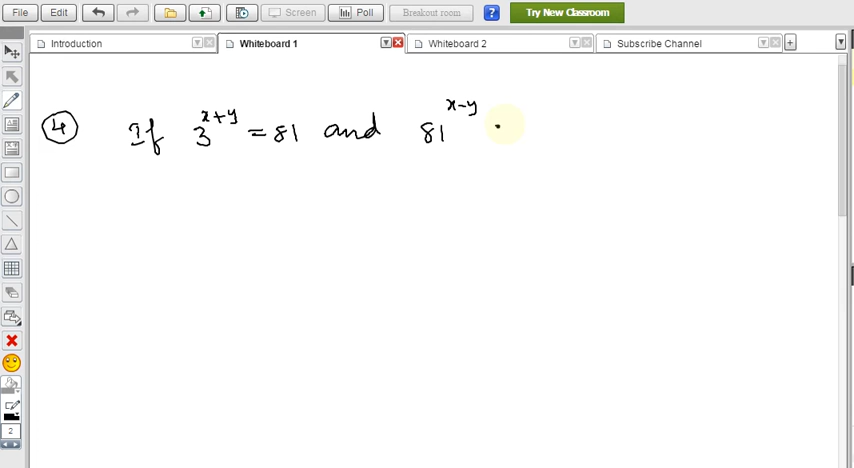 File Edit Screen Poll Breakout room ? Try New Classroom
Introduction Whiteboard 1 Whiteboard 2 Subscribe Channel +
④ If 3^(x+y) = 81 and 81^(x-y)
2